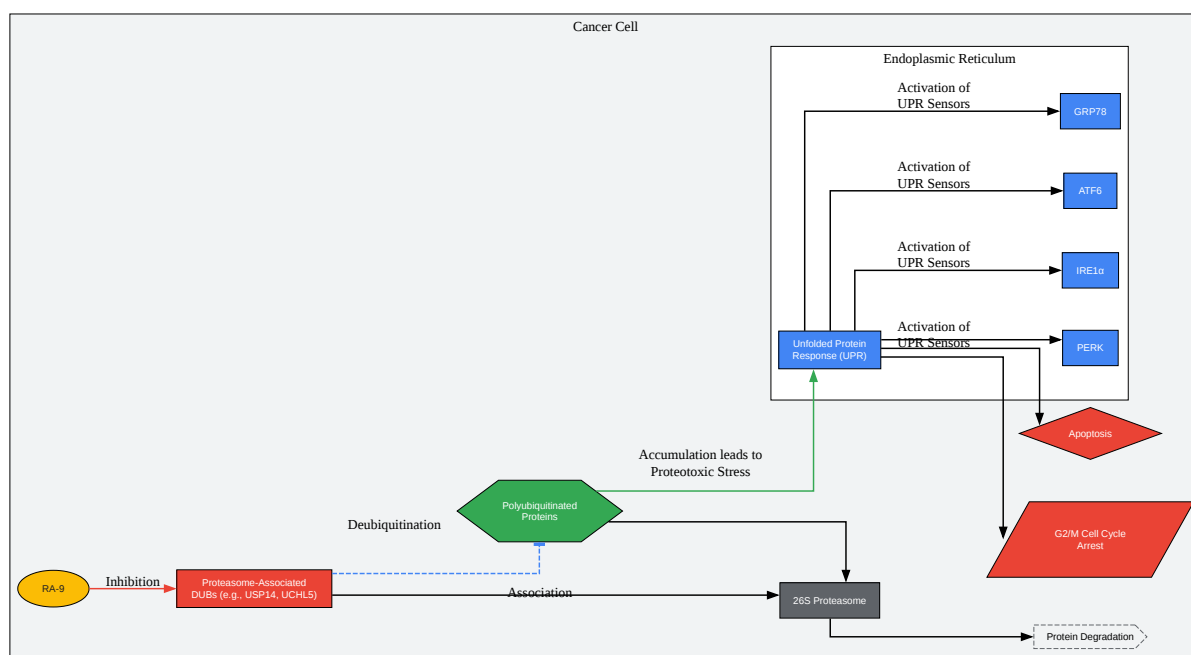 Cancer Cell
Endoplasmic Reticulum
Activation of
UPR Sensors
GRP78
Activation of
UPR Sensors
ATF6
Activation of
UPR Sensors
IRE1α
Activation of
UPR Sensors
Unfolded Protein
Response (UPR)
PERK
Apoptosis
Accumulation leads to
Proteotoxic Stress
Polyubiquitinated
Proteins
Deubiquitination
G2/M Cell Cycle
Arrest
RA-9
Inhibition
Proteasome-Associated
DUBs (e.g., USP14, UCHL5)
Association
26S Proteasome
Protein Degradation